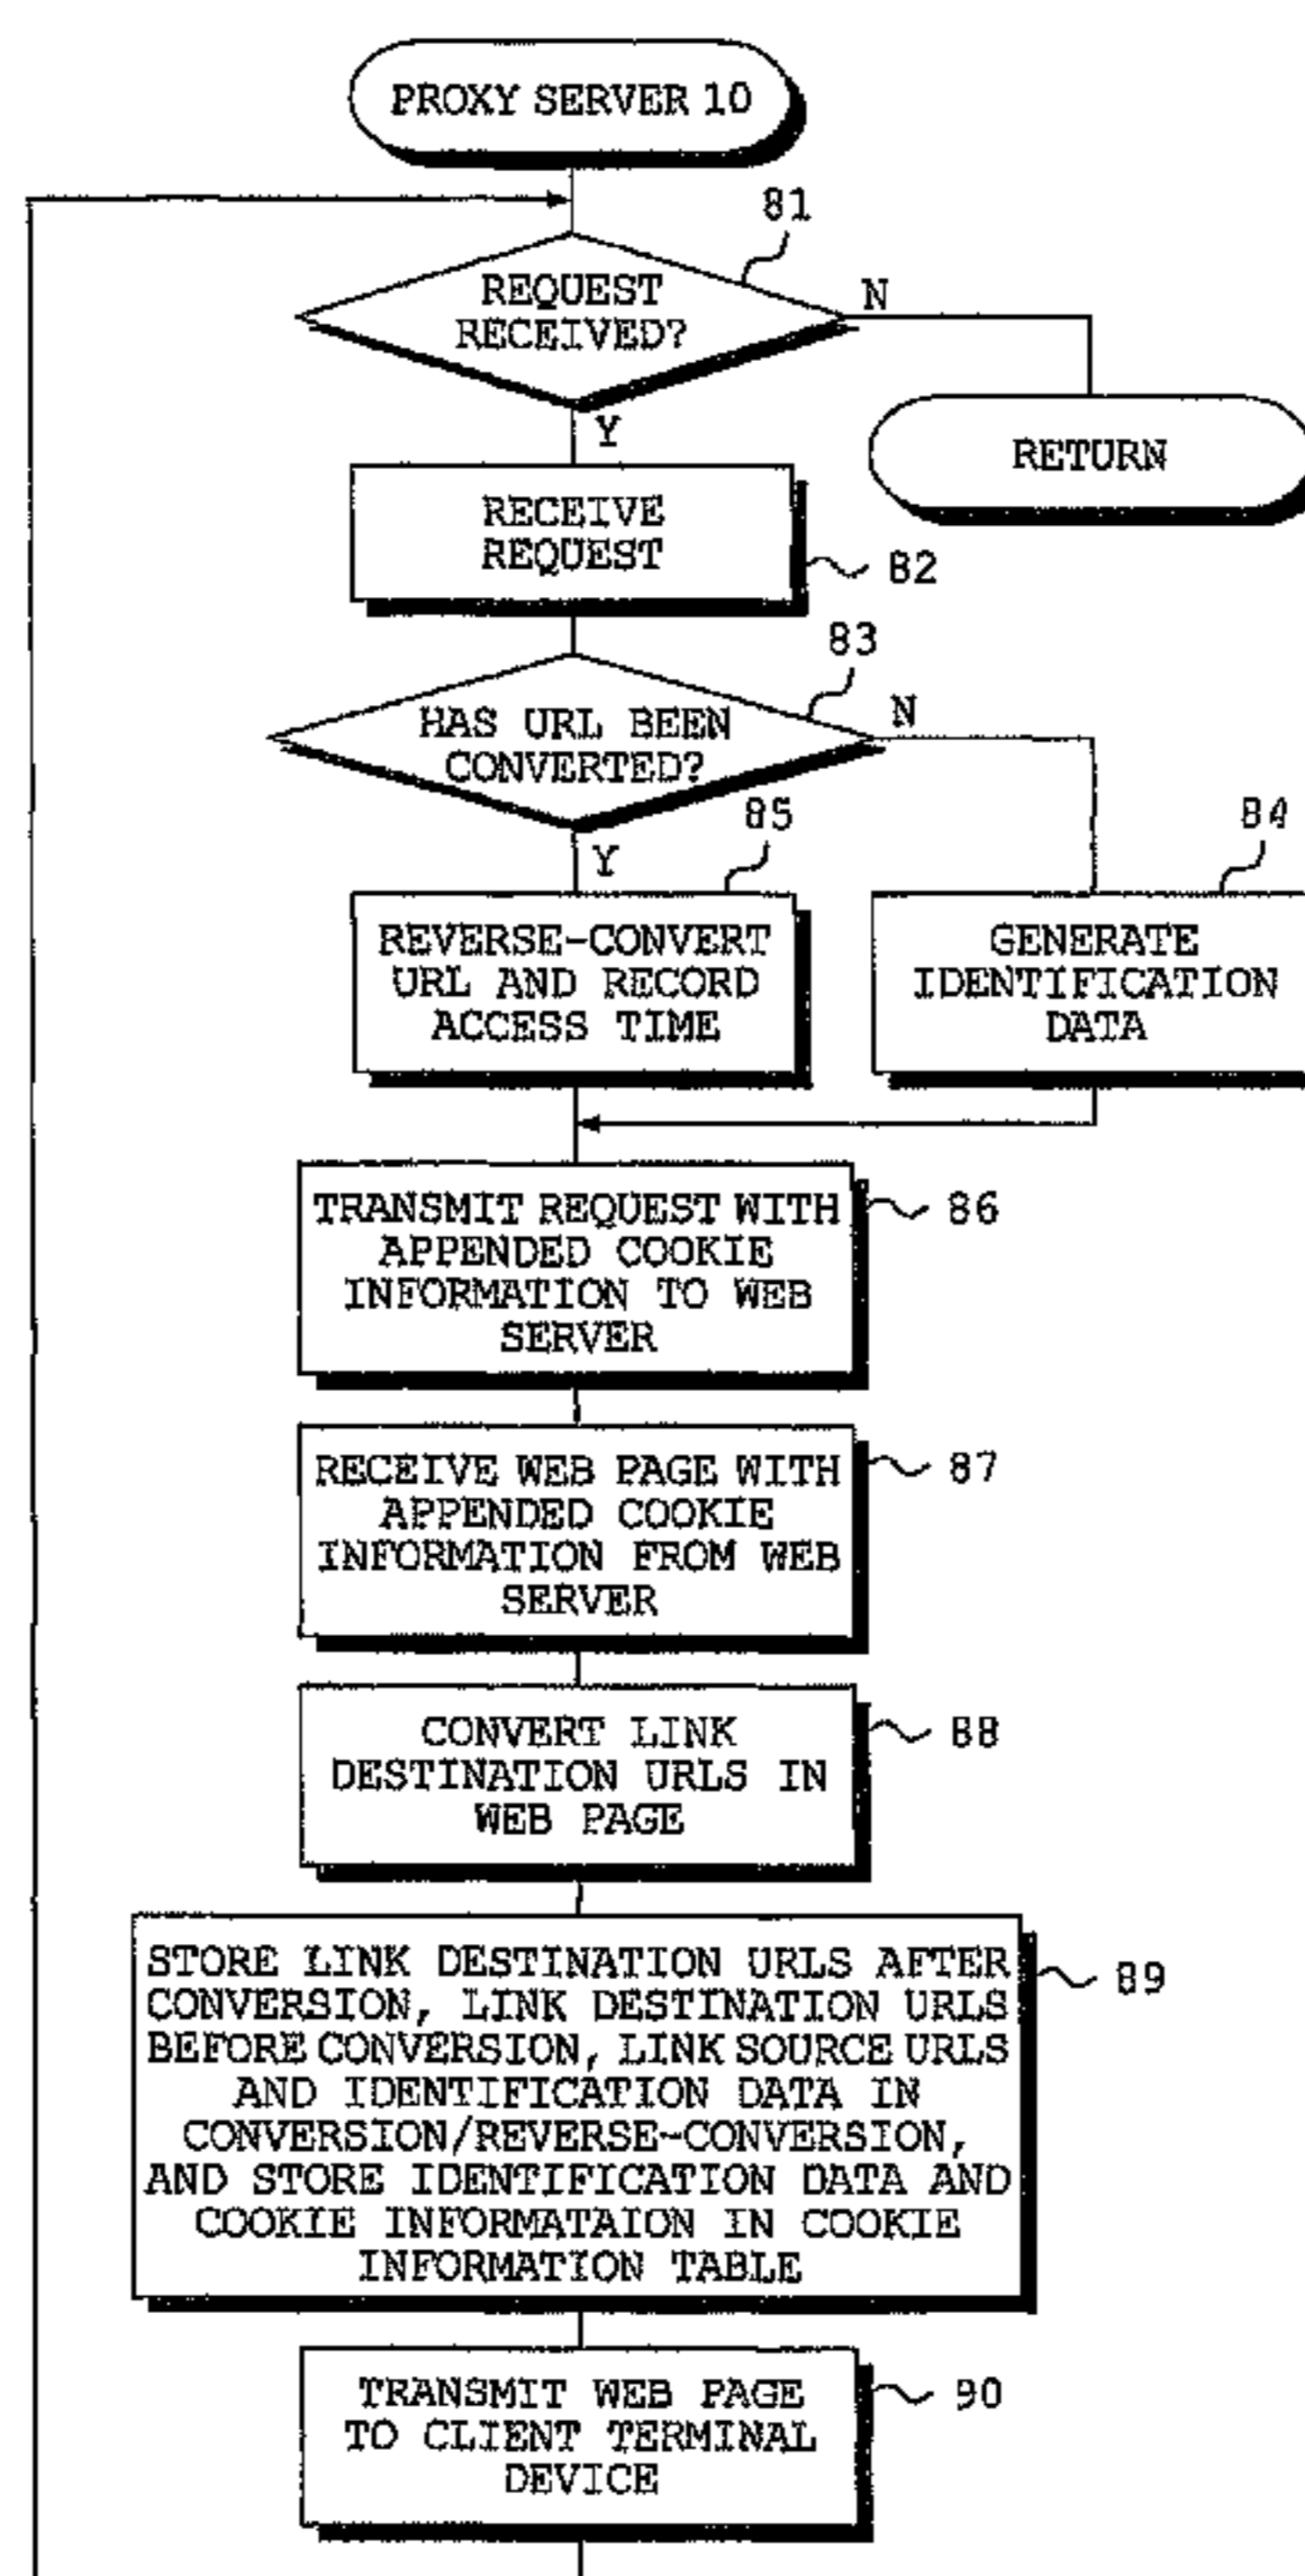 PROXY SERVER 10
81
REQUEST
RECEIVED?
N
Y
RETURN
RECEIVE
REQUEST
82
83
HAS URL BEEN
CONVERTED?
N
Y
85
84
REVERSE-CONVERT
URL AND RECORD
ACCESS TIME
GENERATE
IDENTIFICATION
DATA
TRANSMIT REQUEST WITH
APPENDED COOKIE
INFORMATION TO WEB
SERVER
86
RECEIVE WEB PAGE WITH
APPENDED COOKIE
INFORMATION FROM WEB
SERVER
87
CONVERT LINK
DESTINATION URLS IN
WEB PAGE
88
STORE LINK DESTINATION URLS AFTER
CONVERSION, LINK DESTINATION URLS
BEFORE CONVERSION, LINK SOURCE URLS
AND IDENTIFICATION DATA IN
CONVERSION/REVERSE-CONVERSION,
AND STORE IDENTIFICATION DATA AND
COOKIE INFORMATAION IN COOKIE
INFORMATION TABLE
89
TRANSMIT WEB PAGE
TO CLIENT TERMINAL
DEVICE
90